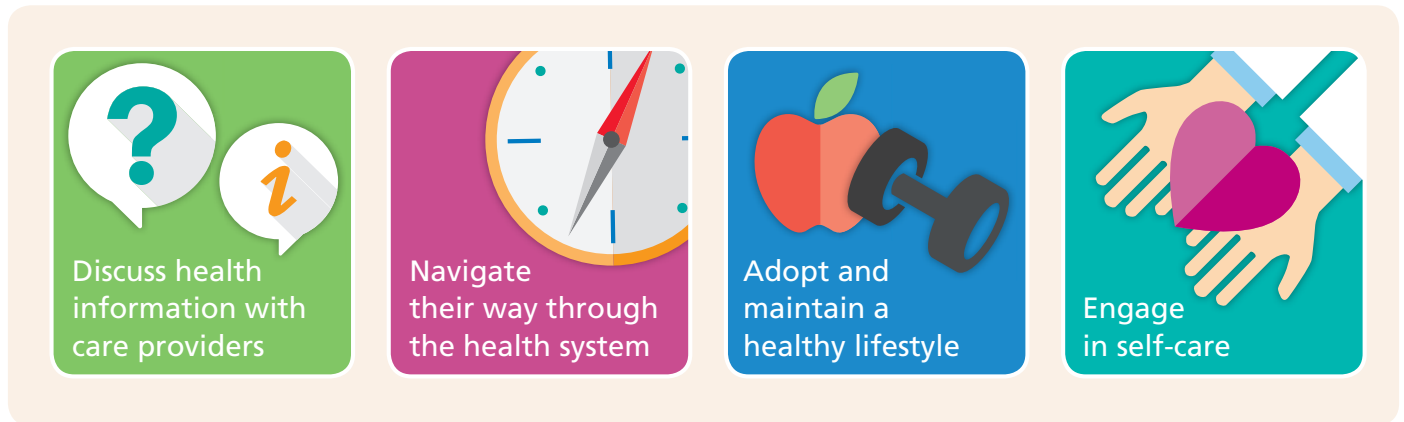 ?
i
Discuss health
information with
care providers
Navigate
their way through
the health system
Adopt and
maintain a
healthy lifestyle
Engage
in self-care